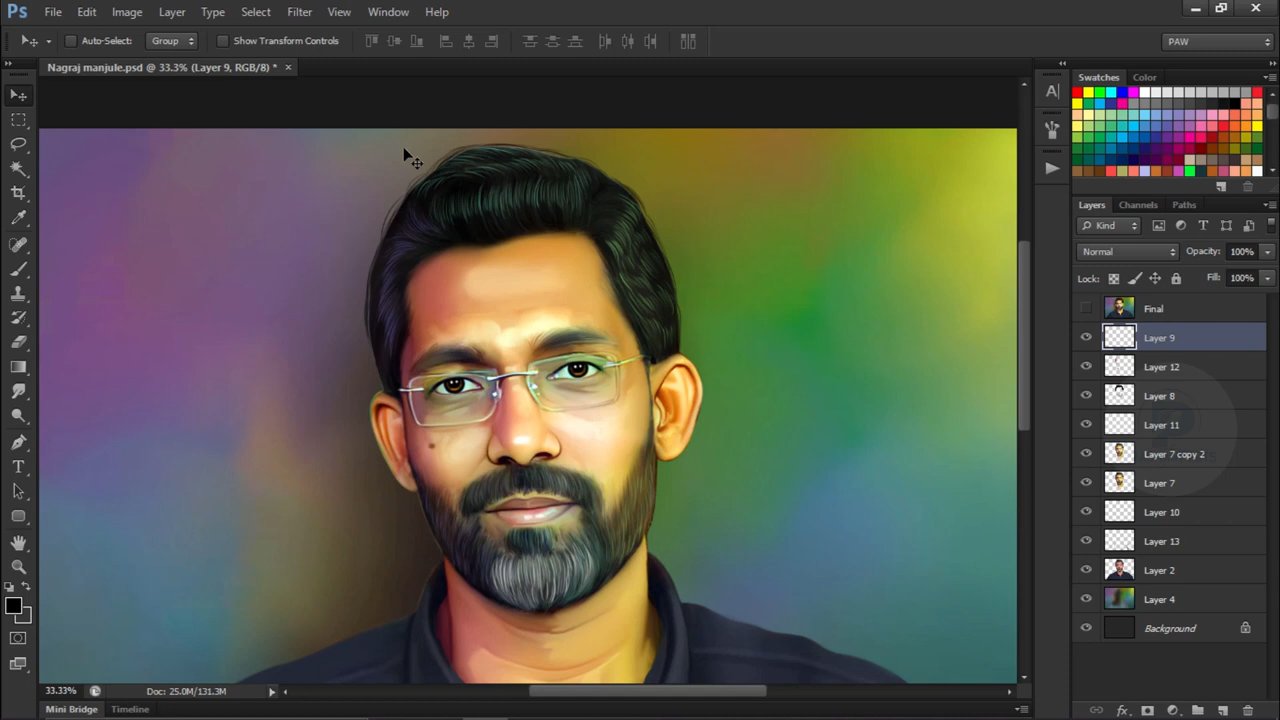 Ps File Edit Image Layer Type Select Filter View Window Help
Auto-Select: Group Show Transform Controls PAW
Nagraj manjule.psd @ 33.3% (Layer 9, RGB/8) * ×
Swatches Color
Layers Channels Paths
Kind
Normal Opacity: 100%
Lock: Fill: 100%
Final
Layer 9
Layer 12
Layer 8
Layer 11
Layer 7 copy 2
Layer 7
Layer 10
Layer 13
Layer 2
Layer 4
Background
33.33% Doc: 25.0M/131.3M
Mini Bridge Timeline